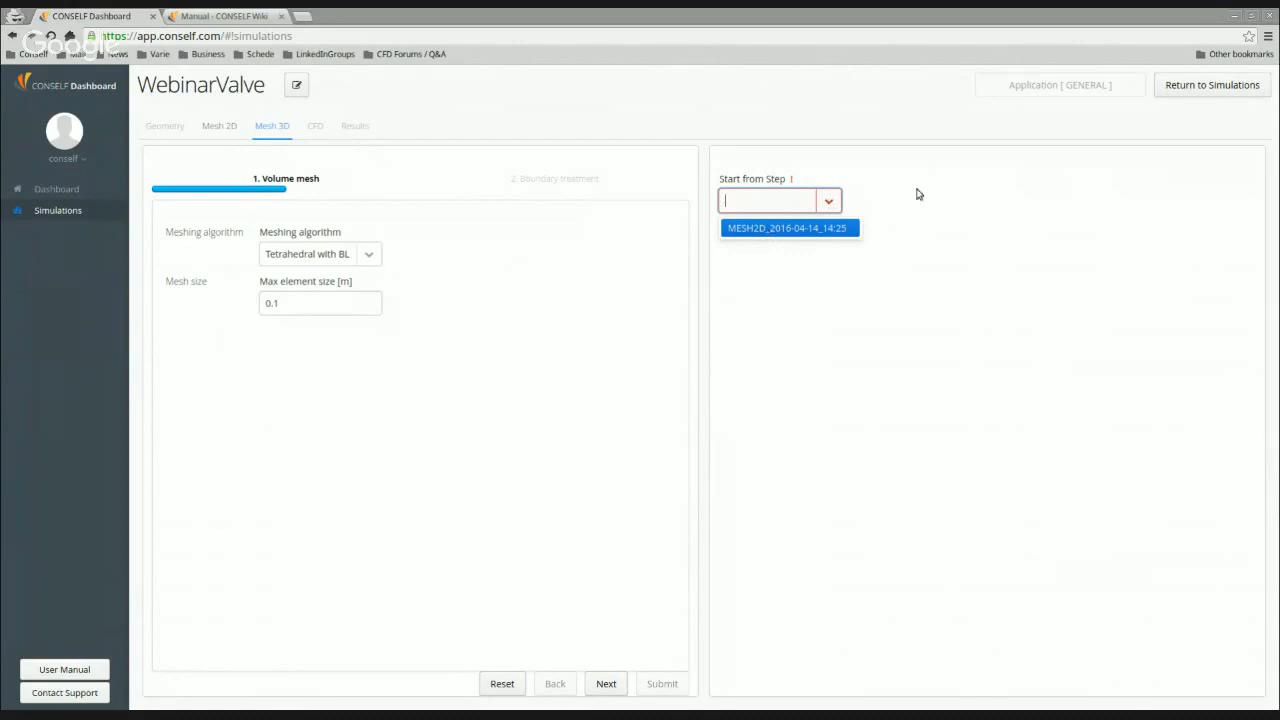 CONSELF Dashboard
Manual - CONSELF Wiki
https://app.conself.com/#!simulations
Google
Conself
Mail
News
Varie
Business
Schede
LinkedInGroups
CFD Forums / Q&A
Other bookmarks
CONSELF Dashboard
WebinarValve
Application [ GENERAL ]
Return to Simulations
conself
Dashboard
Simulations
Geometry
Mesh 2D
Mesh 3D
CFD
Results
1. Volume mesh
2. Boundary treatment
Meshing algorithm
Meshing algorithm
Tetrahedral with BL
Mesh size
Max element size [m]
0.1
Start from Step !
MESH2D_2016-04-14_14:25
Reset
Back
Next
Submit
User Manual
Contact Support